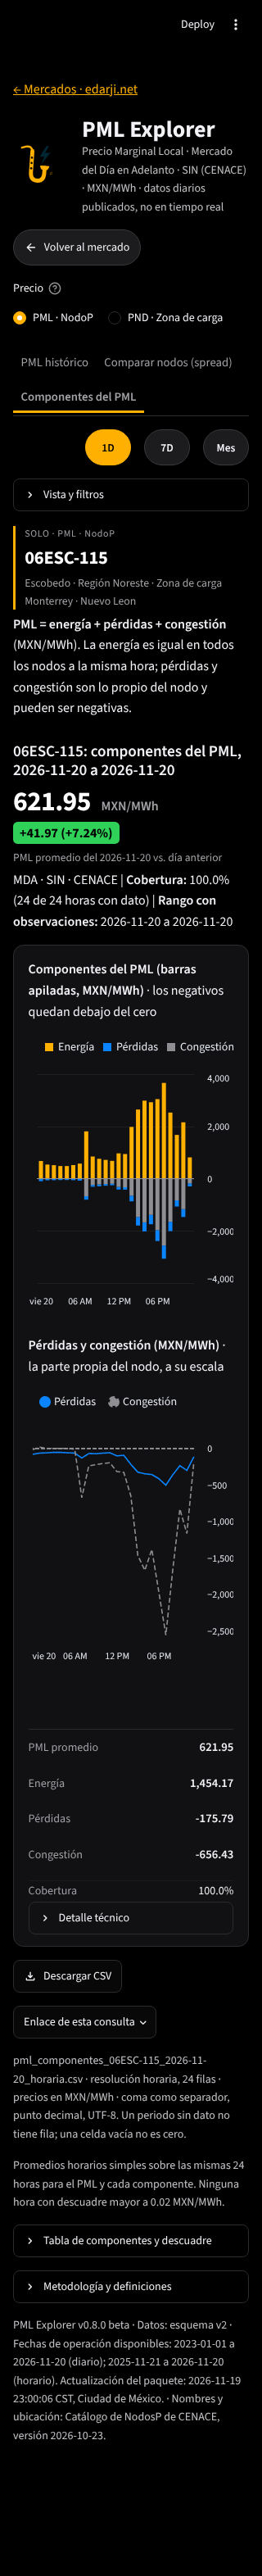 Deploy
← Mercados · edarji.net
PML Explorer
Precio Marginal Local · Mercado
del Día en Adelanto · SIN (CENACE)
· MXN/MWh · datos diarios
publicados, no en tiempo real
← Volver al mercado
Precio
PML · NodoP
PND · Zona de carga
PML histórico
Comparar nodos (spread)
Componentes del PML
1D
7D
Mes
Vista y filtros
SOLO · PML · NodoP
06ESC-115
Escobedo · Región Noreste · Zona de carga
Monterrey · Nuevo Leon
PML = energía + pérdidas + congestión
(MXN/MWh). La energía es igual en todos
los nodos a la misma hora; pérdidas y
congestión son lo propio del nodo y
pueden ser negativas.
06ESC-115: componentes del PML,
2026-11-20 a 2026-11-20
621.95 MXN/MWh
+41.97 (+7.24%)
PML promedio del 2026-11-20 vs. día anterior
MDA · SIN · CENACE | Cobertura: 100.0%
(24 de 24 horas con dato) | Rango con
observaciones: 2026-11-20 a 2026-11-20
Componentes del PML (barras
apiladas, MXN/MWh) · los negativos
quedan debajo del cero
Energía Pérdidas Congestión
4,000
2,000
0
−2,000
−4,000
vie 20 06 AM 12 PM 06 PM
Pérdidas y congestión (MXN/MWh) ·
la parte propia del nodo, a su escala
Pérdidas Congestión
0
−500
−1,000
−1,500
−2,000
−2,500
vie 20 06 AM 12 PM 06 PM
PML promedio 621.95
Energía 1,454.17
Pérdidas -175.79
Congestión -656.43
Cobertura 100.0%
Detalle técnico
Descargar CSV
Enlace de esta consulta
pml_componentes_06ESC-115_2026-11-
20_horaria.csv · resolución horaria, 24 filas ·
precios en MXN/MWh · coma como separador,
punto decimal, UTF-8. Un periodo sin dato no
tiene fila; una celda vacía no es cero.
Promedios horarios simples sobre las mismas 24
horas para el PML y cada componente. Ninguna
hora con descuadre mayor a 0.02 MXN/MWh.
Tabla de componentes y descuadre
Metodología y definiciones
PML Explorer v0.8.0 beta · Datos: esquema v2 ·
Fechas de operación disponibles: 2023-01-01 a
2026-11-20 (diario); 2025-11-21 a 2026-11-20
(horario). Actualización del paquete: 2026-11-19
23:00:06 CST, Ciudad de México. · Nombres y
ubicación: Catálogo de NodosP de CENACE,
versión 2026-10-23.